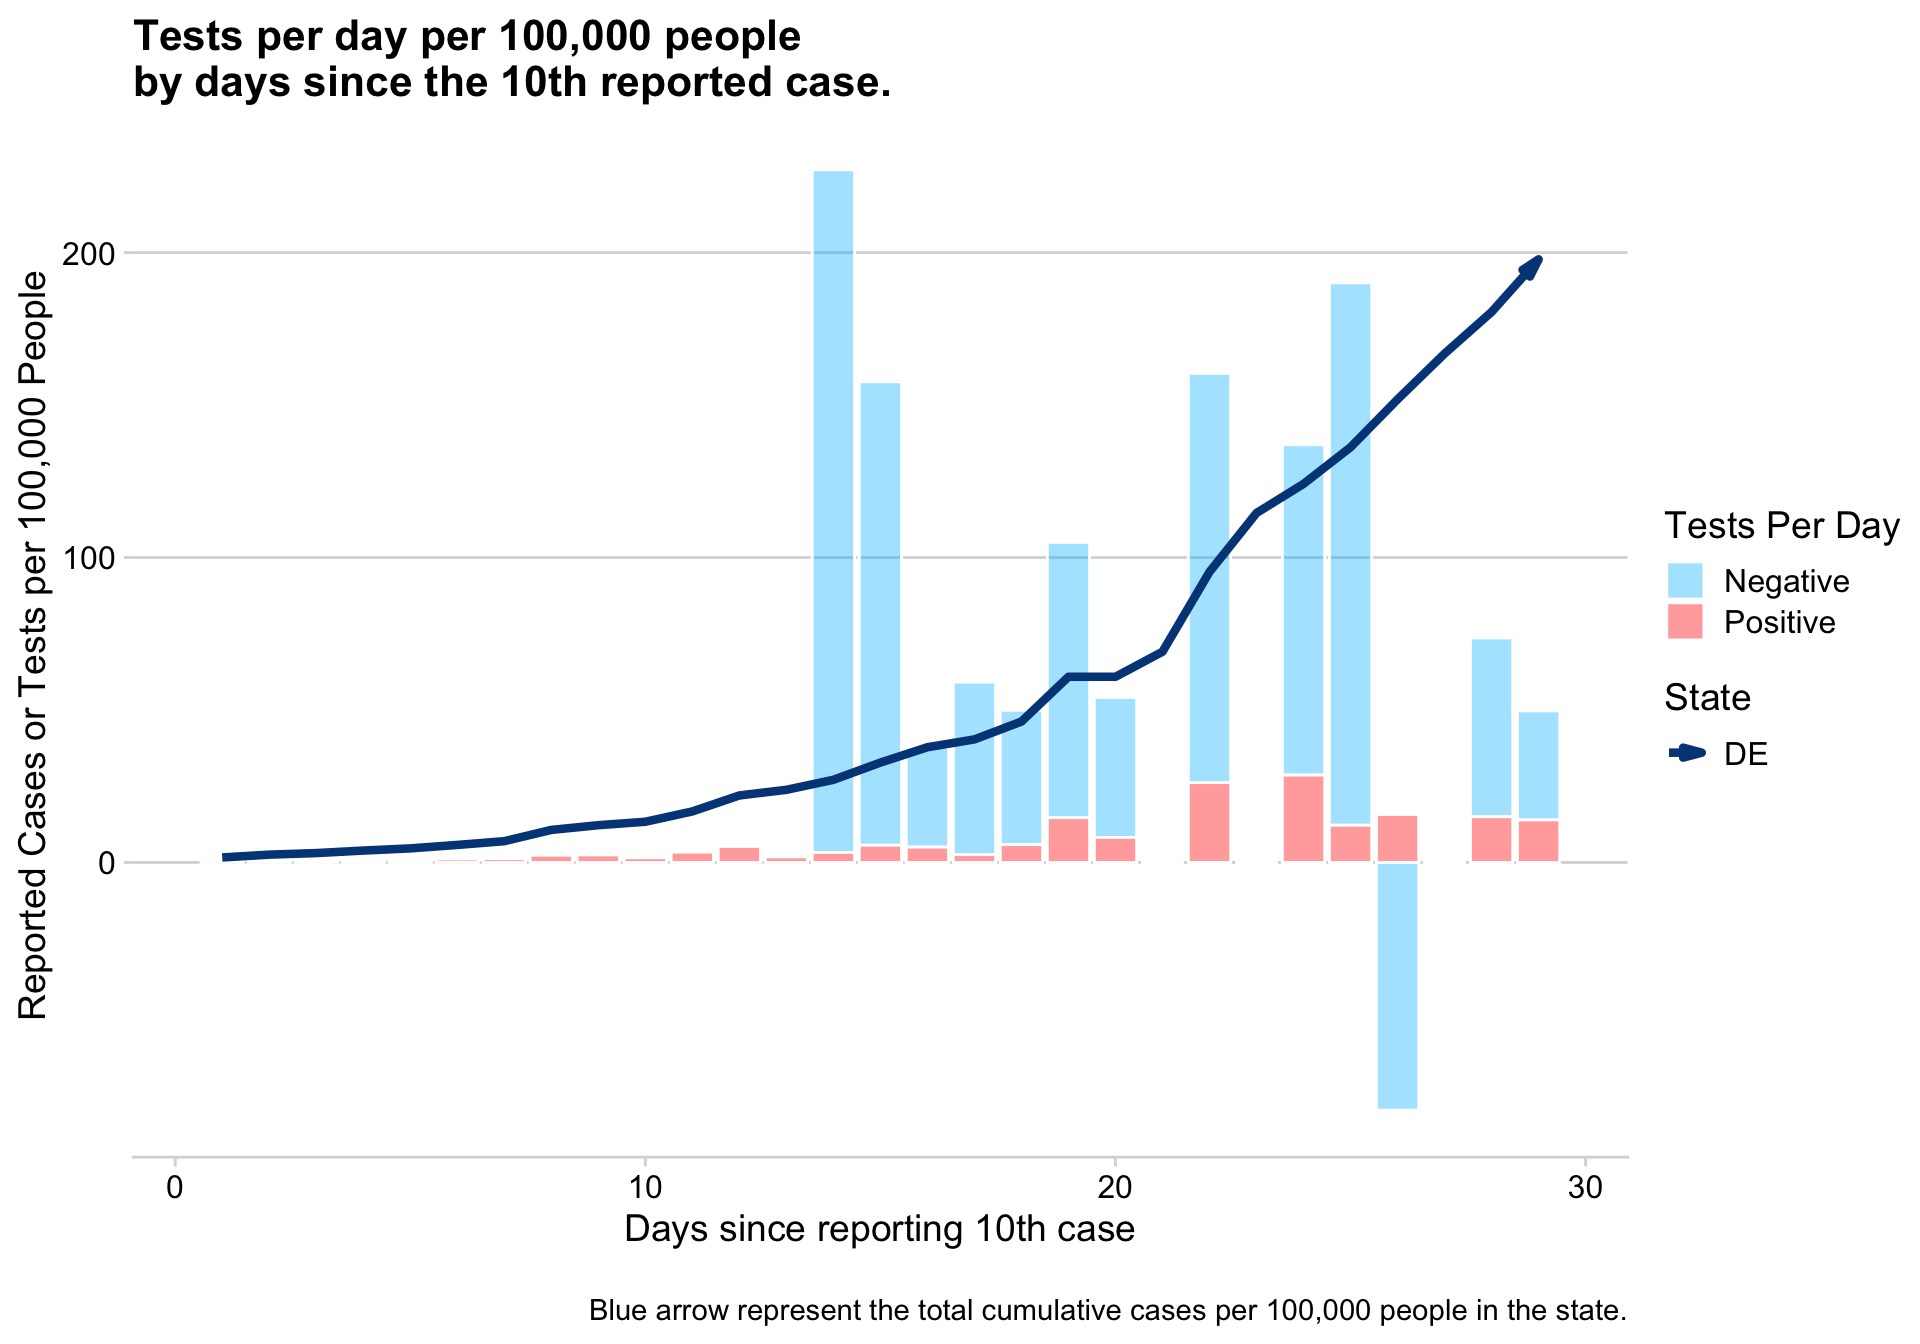 Tests per day per 100,000 people
by days since the 10th reported case.
Reported Cases or Tests per 100,000 People
200
100
0
0
10
20
30
Days since reporting 10th case
Tests Per Day
Negative
Positive
State
DE
Blue arrow represent the total cumulative cases per 100,000 people in the state.